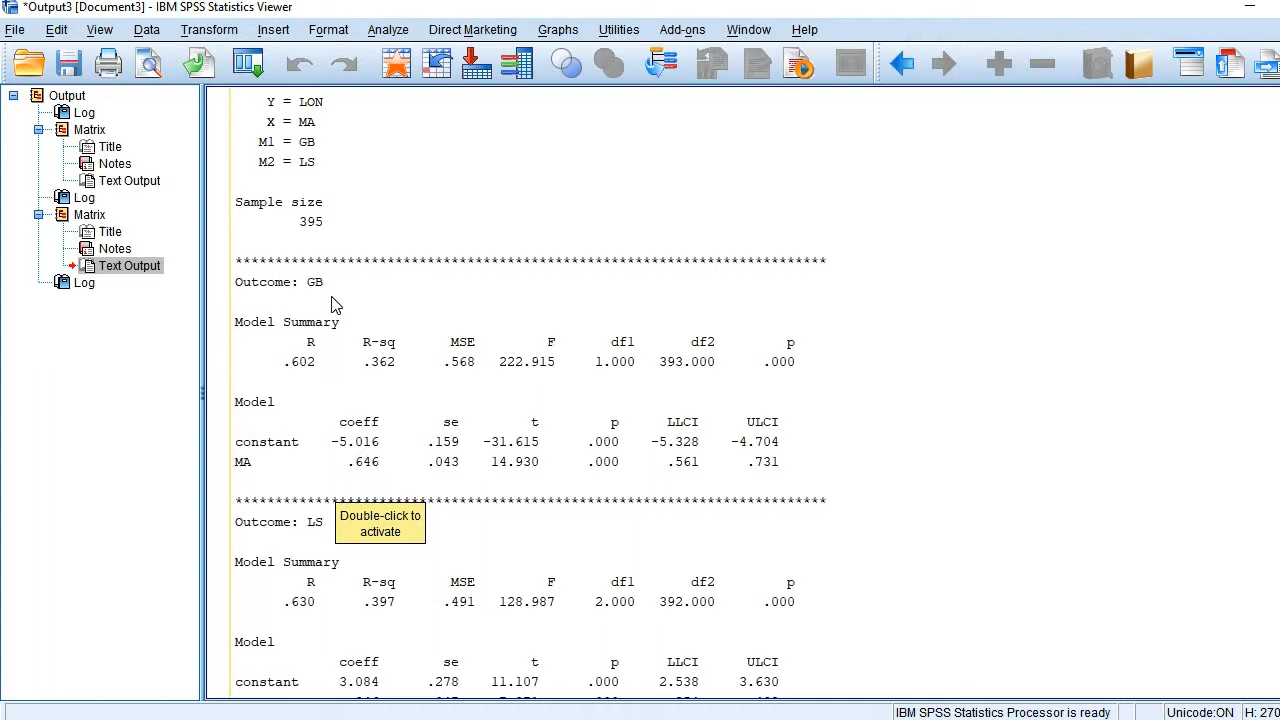 *Output3 [Document3] - IBM SPSS Statistics Viewer
File Edit View Data Transform Insert Format Analyze Direct Marketing Graphs Utilities Add-ons Window Help
Output
Log
Matrix
Title
Notes
Text Output
Log
Matrix
Title
Notes
Text Output
Log
Y = LON
X = MA
M1 = GB
M2 = LS
Sample size
395
**************************************************************************
Outcome: GB
Model Summary
R R-sq MSE F df1 df2 p
.602 .362 .568 222.915 1.000 393.000 .000
Model
coeff se t p LLCI ULCI
constant -5.016 .159 -31.615 .000 -5.328 -4.704
MA .646 .043 14.930 .000 .561 .731
**************************************************************************
Outcome: LS
Double-click to
activate
Model Summary
R R-sq MSE F df1 df2 p
.630 .397 .491 128.987 2.000 392.000 .000
Model
coeff se t p LLCI ULCI
constant 3.084 .278 11.107 .000 2.538 3.630
IBM SPSS Statistics Processor is ready Unicode:ON H: 270